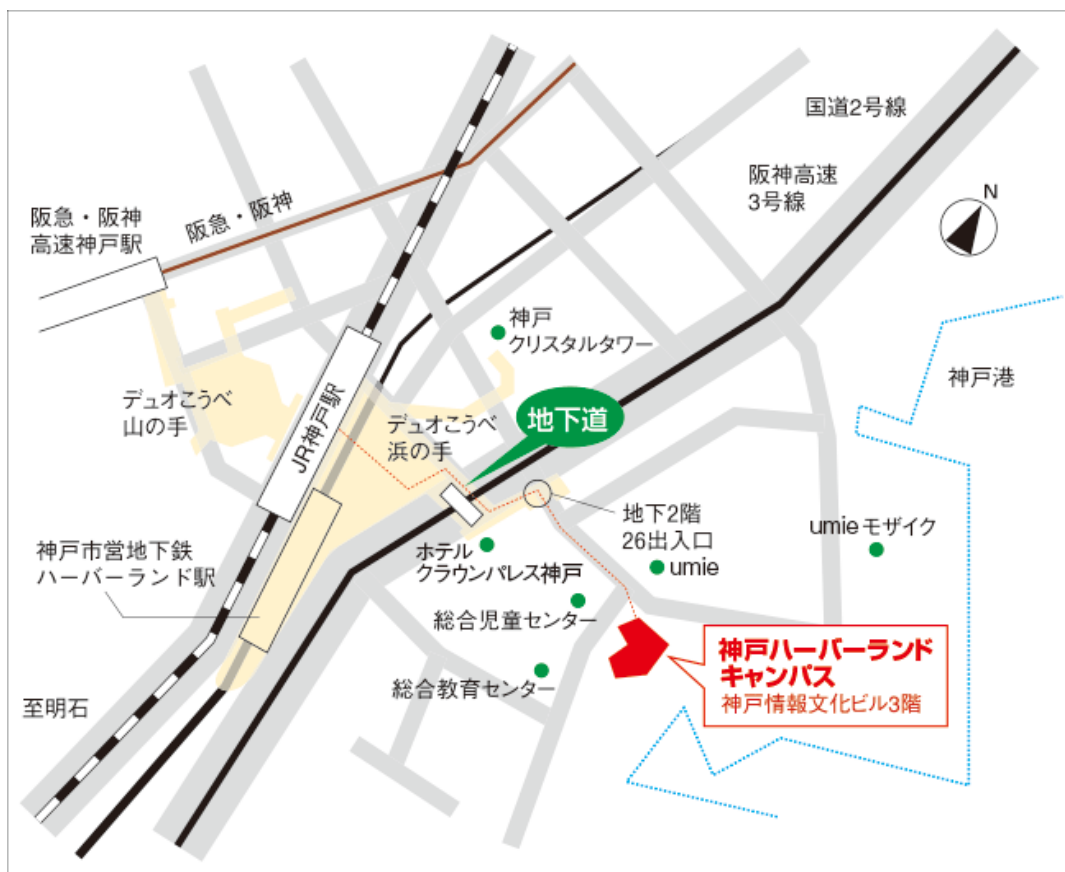 国道2号線
阪神高速
3号線
N
阪急・阪神
高速神戸駅
阪急・阪神
神戸
クリスタルタワー
神戸港
デュオこうべ
山の手
JR神戸駅
デュオこうべ
浜の手
地下道
地下2階
26出入口
umieモザイク
神戸市営地下鉄
ハーバーランド駅
ホテル
クラウンパレス神戸
umie
総合児童センター
総合教育センター
神戸ハーバーランド
キャンパス
神戸情報文化ビル3階
至明石